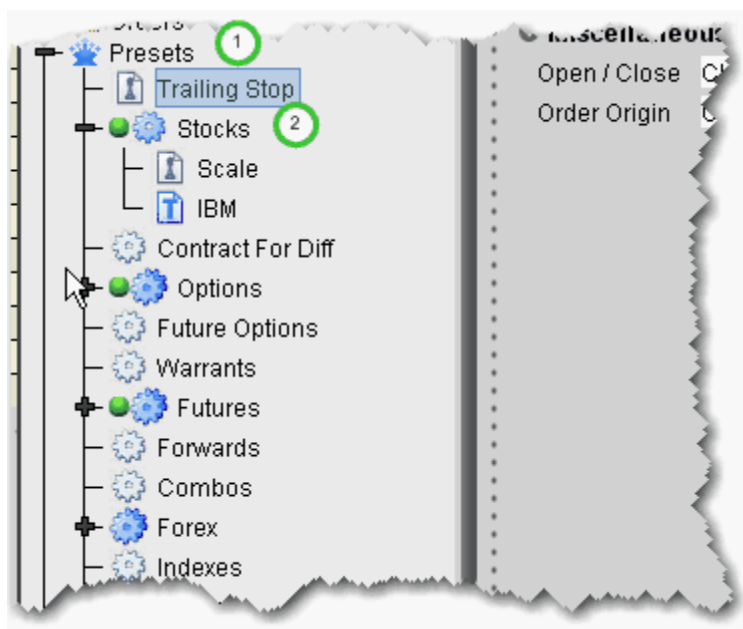 Presets 1
Trailing Stop
Stocks 2
Scale
IBM
Contract For Diff
Options
Future Options
Warrants
Futures
Forwards
Combos
Forex
Indexes
Miscellaneous
Open / Close
Order Origin